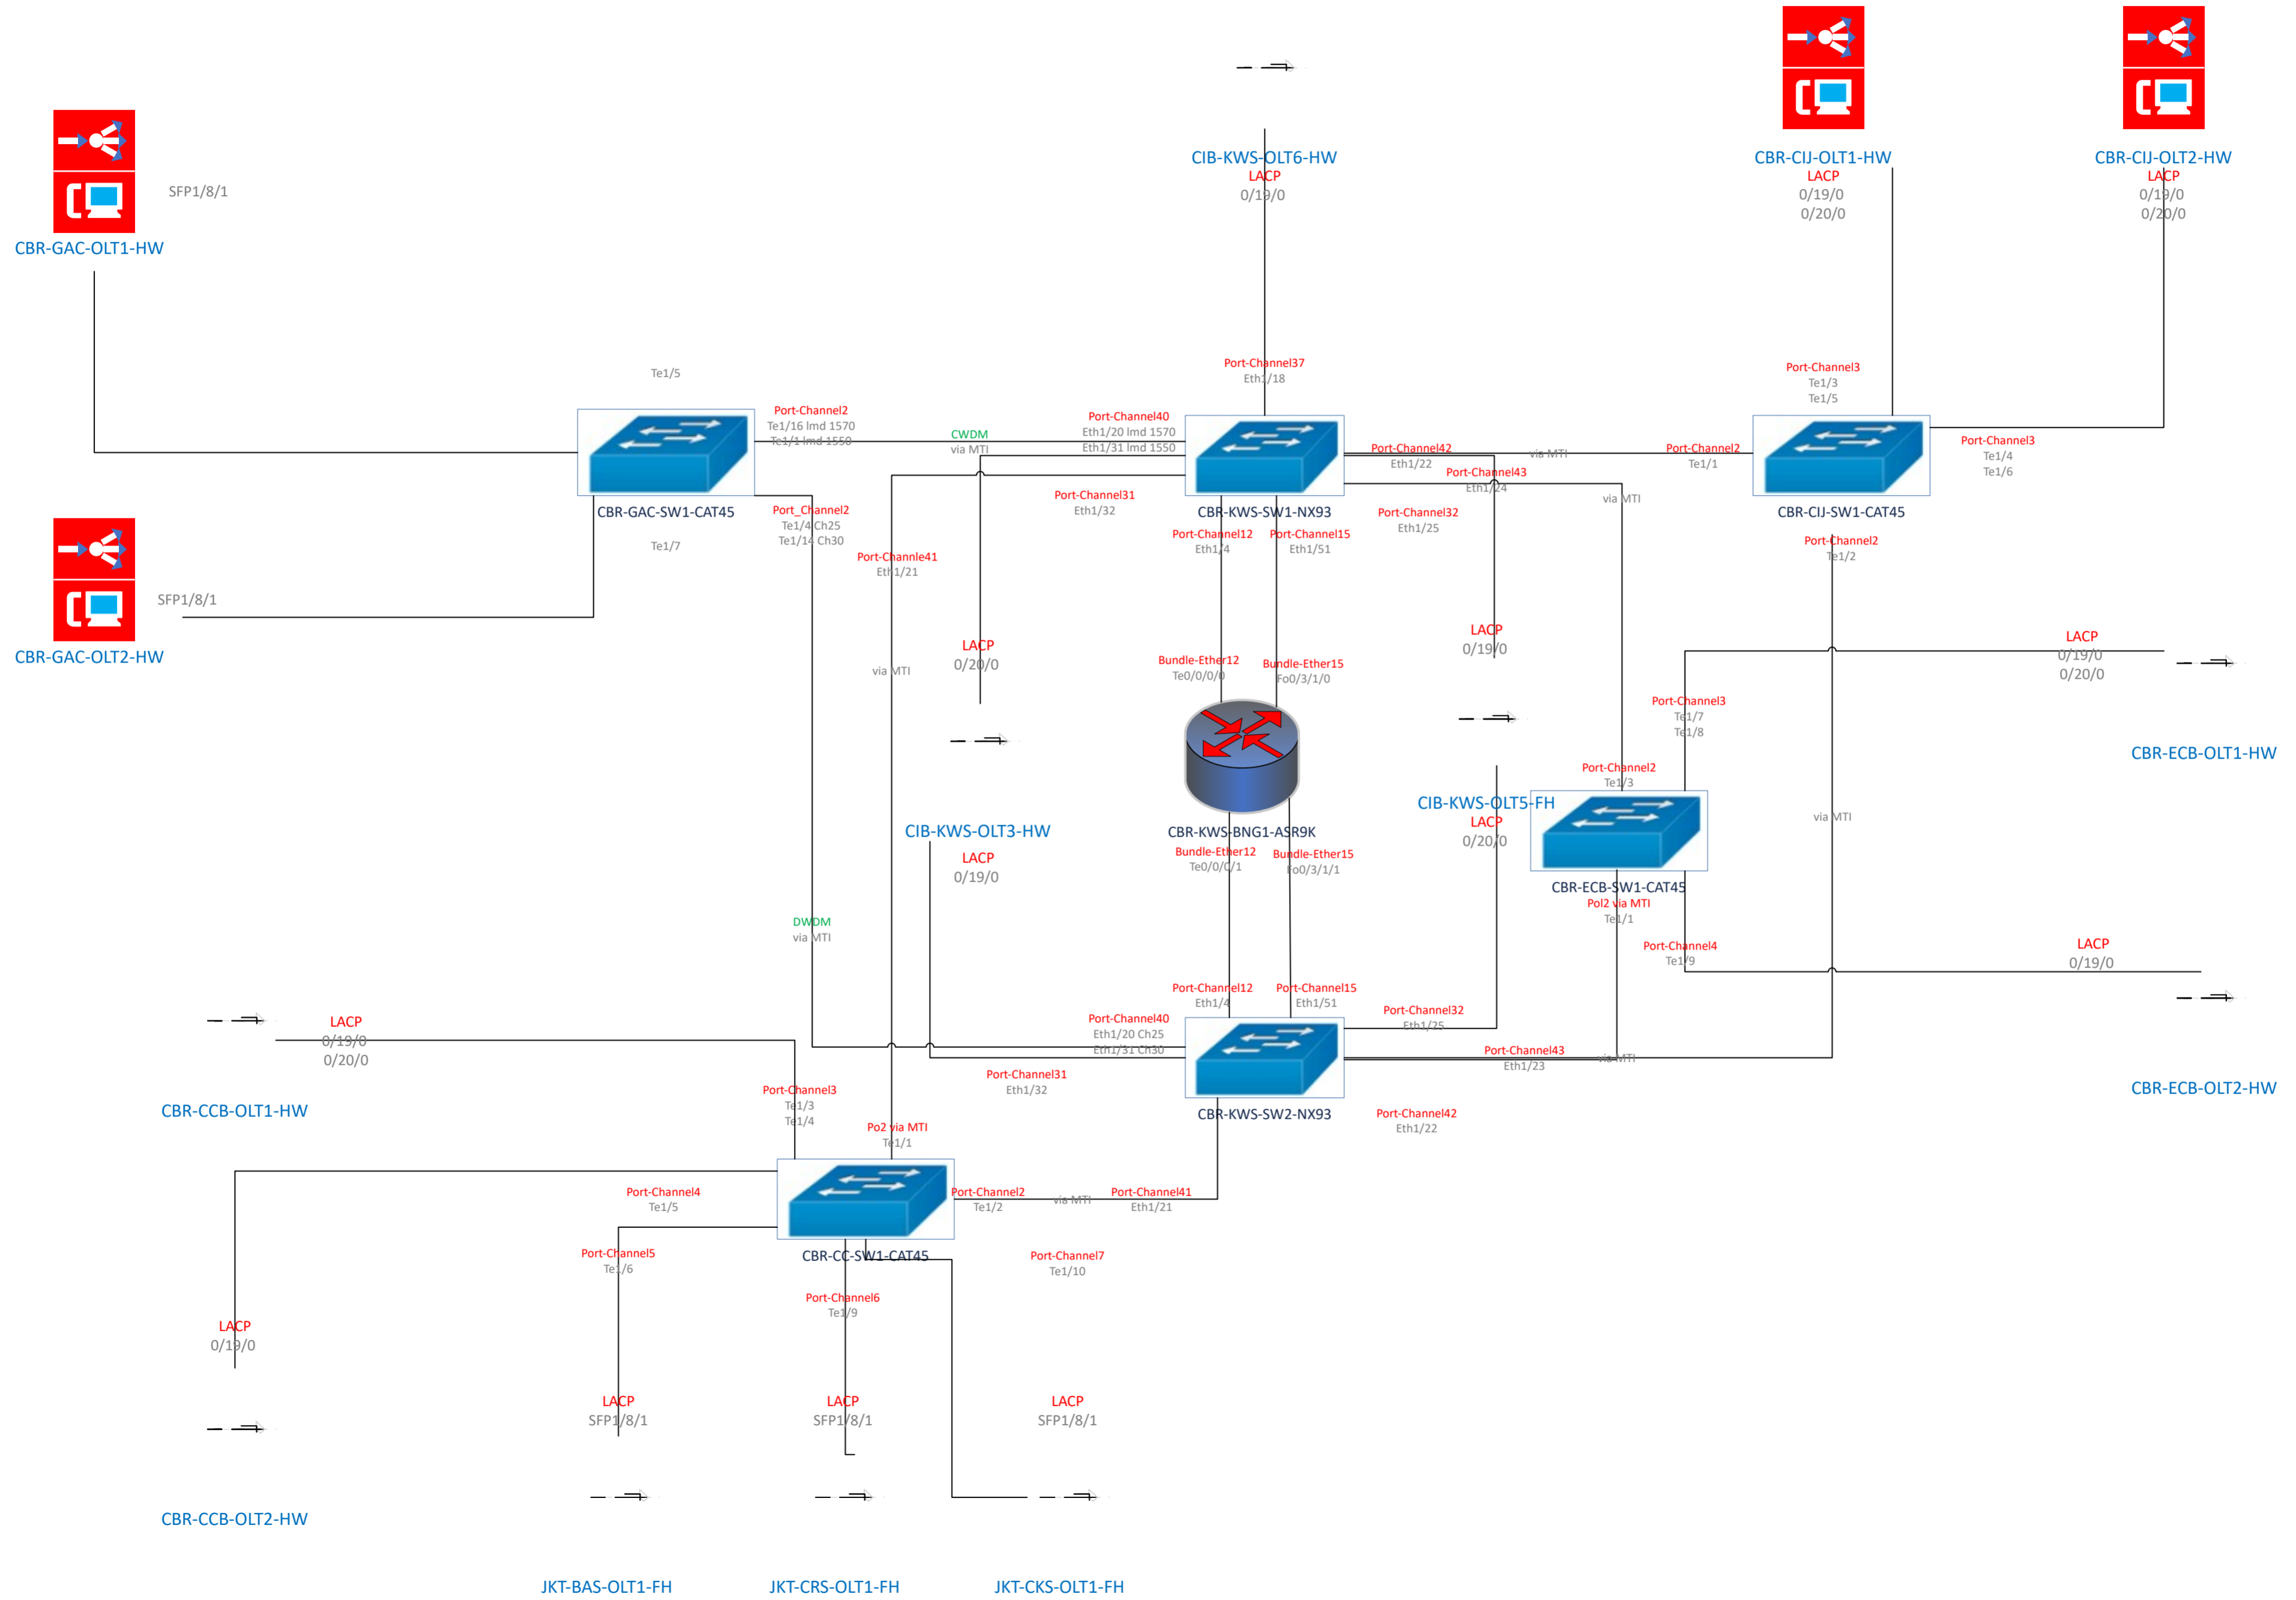 CIB-KWS-OLT6-HW
LACP
0/19/0
CBR-CIJ-OLT1-HW
LACP
0/19/0
0/20/0
CBR-CIJ-OLT2-HW
LACP
0/19/0
0/20/0
SFP1/8/1
CBR-GAC-OLT1-HW
Te1/5
Port-Channel2
Te1/16 lmd 1570
Te1/1 lmd 1550
CWDM
via MTI
Port-Channel40
Eth1/20 lmd 1570
Eth1/31 lmd 1550
Port-Channel37
Eth1/18
Port-Channel42
Eth1/22
via MTI
Port-Channel43
Eth1/24
via MTI
Port-Channel2
Te1/1
Port-Channel3
Te1/3
Te1/5
Port-Channel3
Te1/4
Te1/6
CBR-GAC-SW1-CAT45
Te1/7
Port_Channel2
Te1/4 Ch25
Te1/14 Ch30
Port-Channel31
Eth1/32
CBR-KWS-SW1-NX93
Port-Channel12
Eth1/4
Port-Channel15
Eth1/51
Port-Channel32
Eth1/25
CBR-CIJ-SW1-CAT45
Port-Channel2
Te1/2
Port-Channle41
Eth1/21
SFP1/8/1
CBR-GAC-OLT2-HW
via MTI
LACP
0/20/0
Bundle-Ether12
Te0/0/0/0
Bundle-Ether15
Fo0/3/1/0
LACP
0/19/0
LACP
0/19/0
0/20/0
CBR-ECB-OLT1-HW
Port-Channel3
Te1/7
Te1/8
Port-Channel2
Te1/3
CIB-KWS-OLT3-HW
LACP
0/19/0
CBR-KWS-BNG1-ASR9K
Bundle-Ether12
Te0/0/0/1
Bundle-Ether15
Fo0/3/1/1
CIB-KWS-OLT5-FH
LACP
0/20/0
via MTI
CBR-ECB-SW1-CAT45
Pol2 via MTI
Te1/1
Port-Channel4
Te1/9
LACP
0/19/0
CBR-ECB-OLT2-HW
DWDM
via MTI
LACP
0/19/0
0/20/0
CBR-CCB-OLT1-HW
Port-Channel12
Eth1/4
Port-Channel15
Eth1/51
Port-Channel40
Eth1/20 Ch25
Eth1/31 Ch30
Port-Channel32
Eth1/25
Port-Channel43
Eth1/23
via MTI
Port-Channel31
Eth1/32
CBR-KWS-SW2-NX93
Port-Channel42
Eth1/22
Port-Channel3
Te1/3
Te1/4
Po2 via MTI
Te1/1
Port-Channel4
Te1/5
Port-Channel2
Te1/2
via MTI
Port-Channel41
Eth1/21
CBR-CC-SW1-CAT45
Port-Channel5
Te1/6
Port-Channel6
Te1/9
Port-Channel7
Te1/10
LACP
0/19/0
CBR-CCB-OLT2-HW
LACP
SFP1/8/1
LACP
SFP1/8/1
LACP
SFP1/8/1
JKT-BAS-OLT1-FH
JKT-CRS-OLT1-FH
JKT-CKS-OLT1-FH